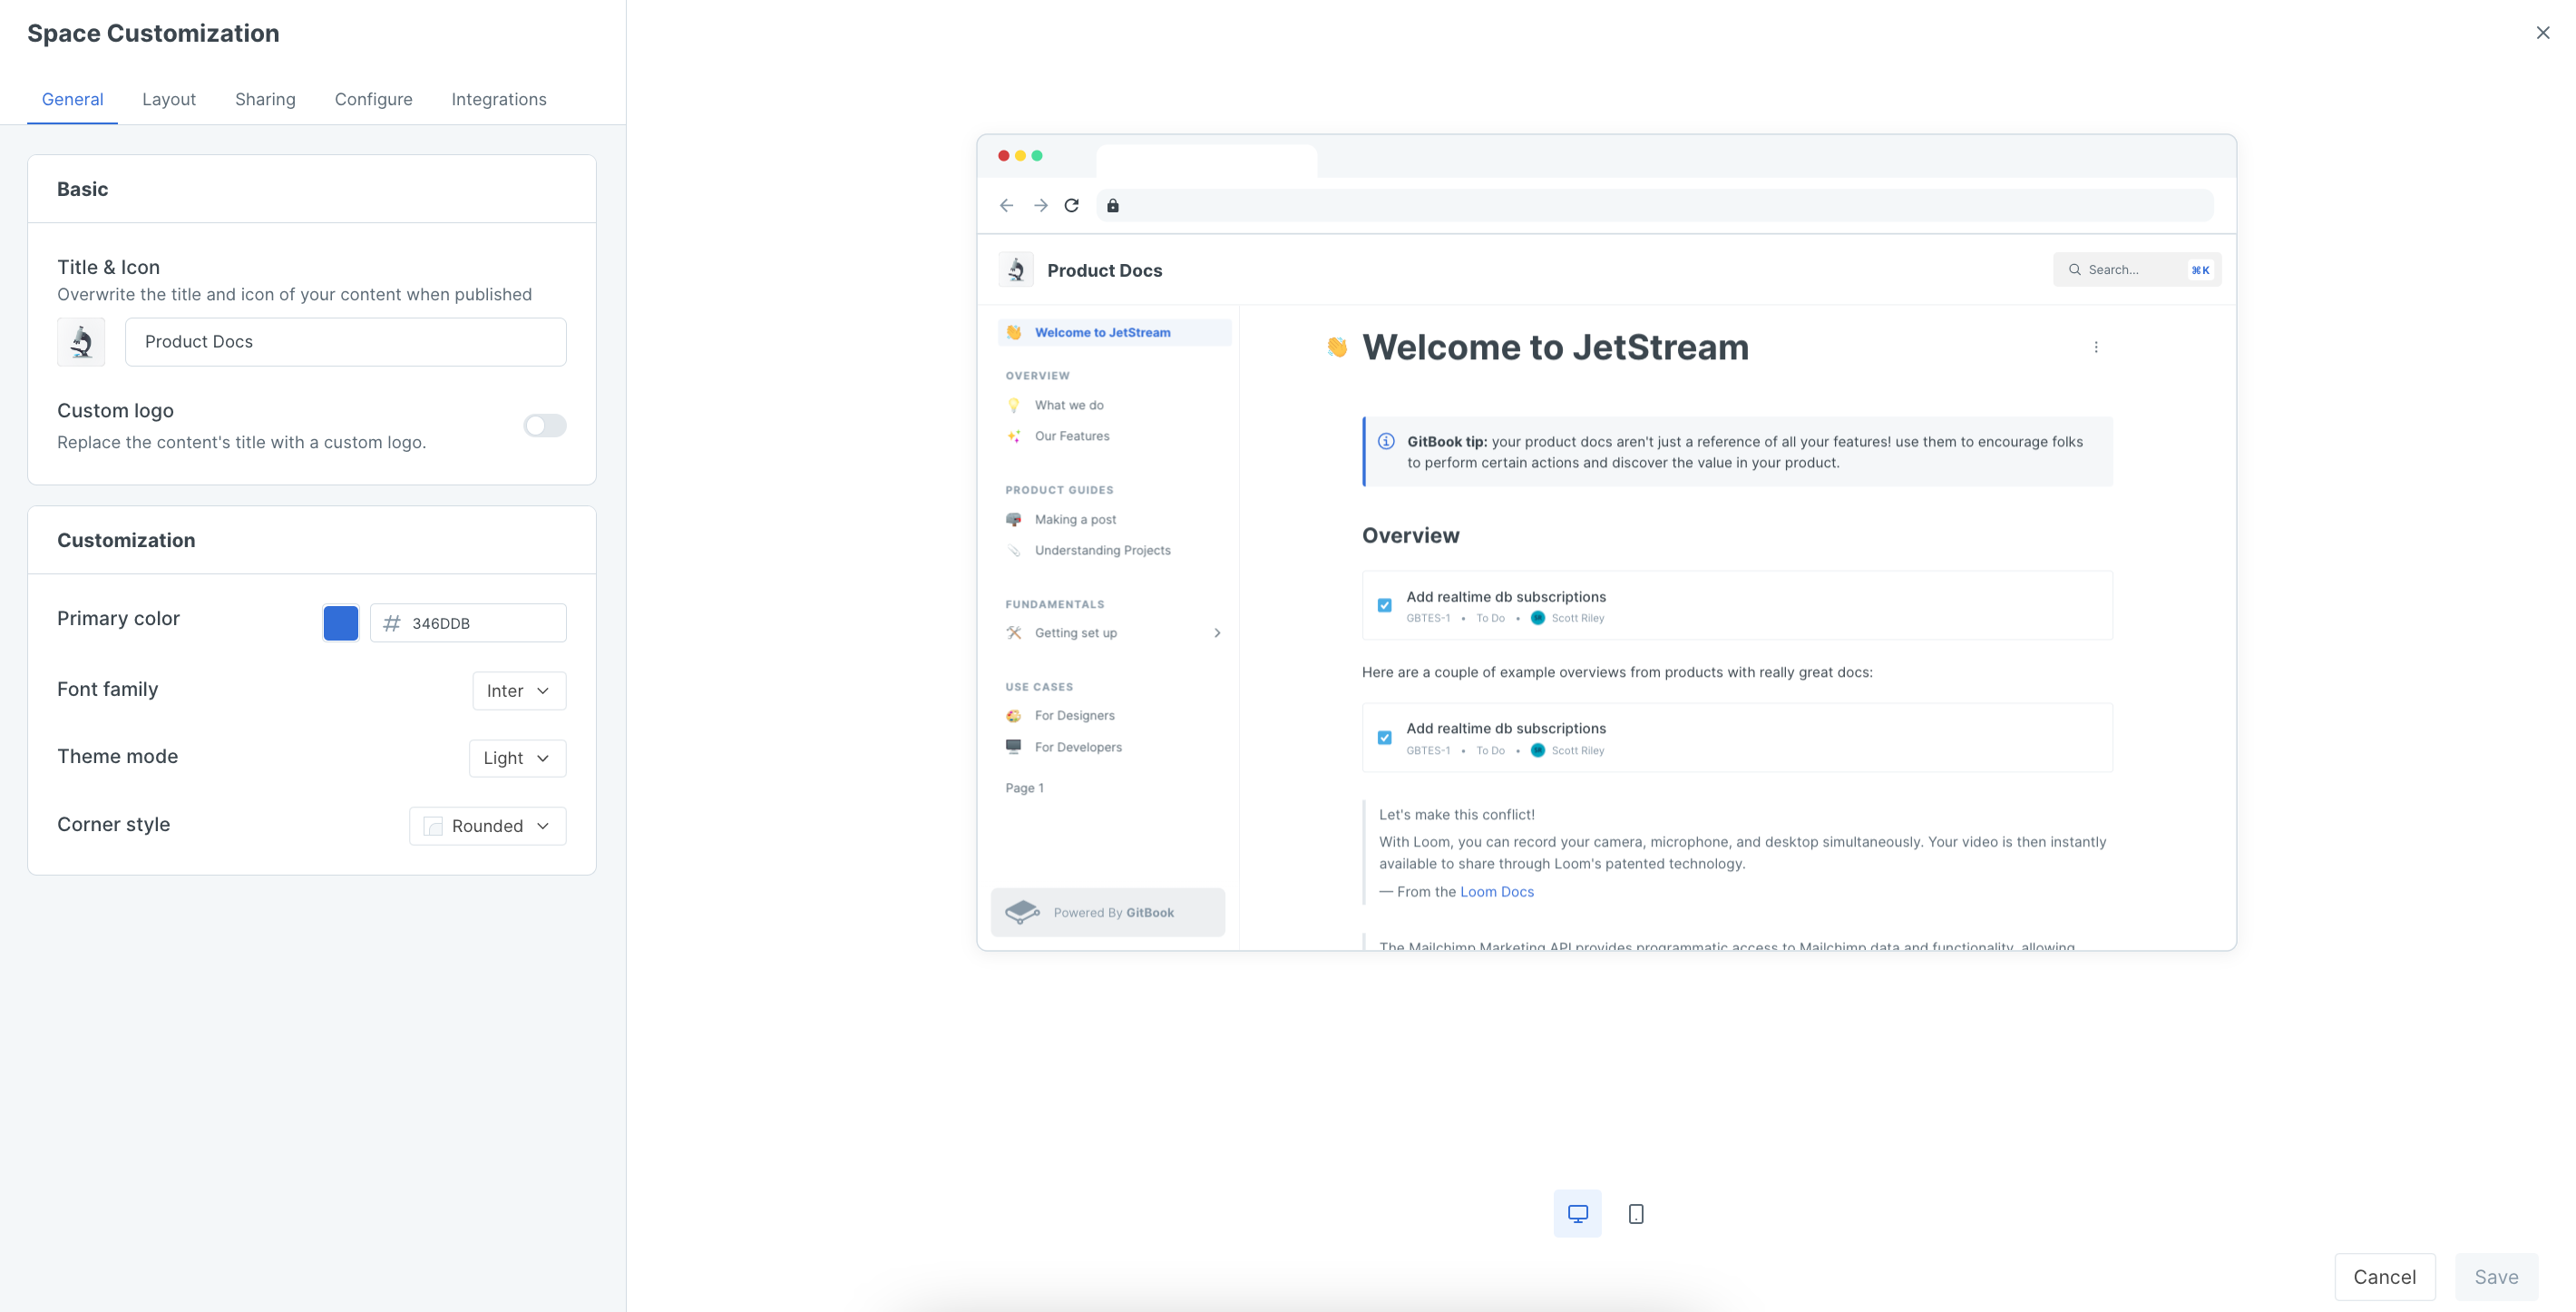 Space Customization
General Layout Sharing Configure Integrations
Basic
Title & Icon
Overwrite the title and icon of your content when published
Product Docs
Custom logo
Replace the content's title with a custom logo.
Customization
Primary color
# 346DDB
Font family
Inter
Theme mode
Light
Corner style
Rounded
Product Docs
Search...
⌘K
Welcome to JetStream
OVERVIEW
What we do
Our Features
PRODUCT GUIDES
Making a post
Understanding Projects
FUNDAMENTALS
Getting set up
USE CASES
For Designers
For Developers
Page 1
Powered By GitBook
Welcome to JetStream
GitBook tip: your product docs aren't just a reference of all your features! use them to encourage folks
to perform certain actions and discover the value in your product.
Overview
Add realtime db subscriptions
GBTES-1 • To Do • Scott Riley
Here are a couple of example overviews from products with really great docs:
Add realtime db subscriptions
GBTES-1 • To Do • Scott Riley
Let's make this conflict!
With Loom, you can record your camera, microphone, and desktop simultaneously. Your video is then instantly
available to share through Loom's patented technology.
— From the Loom Docs
The Mailchimp Marketing API provides programmatic access to Mailchimp data and functionality, allowing
Cancel
Save